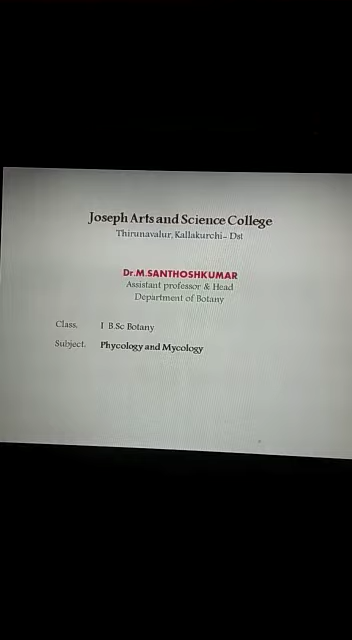 Joseph Arts and Science College
Thirunavalur, Kallakurchi- Dst
Dr.M.SANTHOSHKUMAR
Assistant professor & Head
Department of Botany
Class. I B.Sc Botany
Subject. Phycology and Mycology